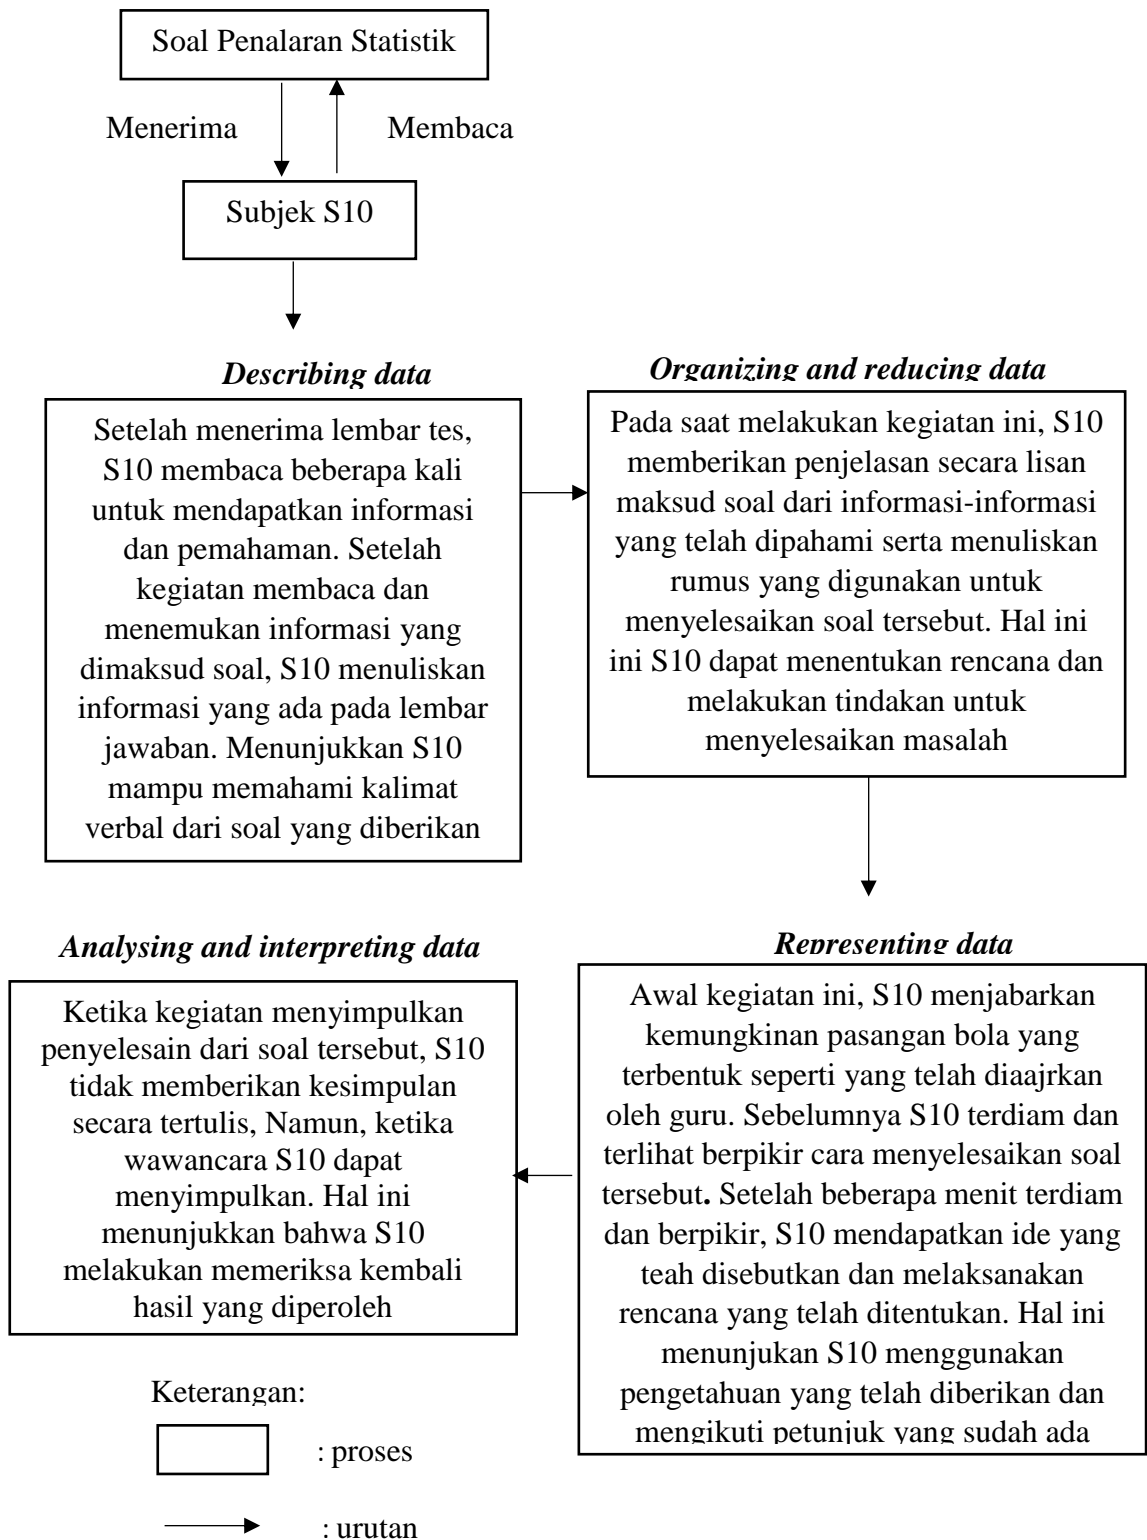 Soal Penalaran Statistik
Menerima
Membaca
Subjek S10
Describing data
Setelah menerima lembar tes,
S10 membaca beberapa kali
untuk mendapatkan informasi
dan pemahaman. Setelah
kegiatan membaca dan
menemukan informasi yang
dimaksud soal, S10 menuliskan
informasi yang ada pada lembar
jawaban. Menunjukkan S10
mampu memahami kalimat
verbal dari soal yang diberikan
Organizing and reducing data
Pada saat melakukan kegiatan ini, S10
memberikan penjelasan secara lisan
maksud soal dari informasi-informasi
yang telah dipahami serta menuliskan
rumus yang digunakan untuk
menyelesaikan soal tersebut. Hal ini
ini S10 dapat menentukan rencana dan
melakukan tindakan untuk
menyelesaikan masalah
Representing data
Awal kegiatan ini, S10 menjabarkan
kemungkinan pasangan bola yang
terbentuk seperti yang telah diaajrkan
oleh guru. Sebelumnya S10 terdiam dan
terlihat berpikir cara menyelesaikan soal
tersebut. Setelah beberapa menit terdiam
dan berpikir, S10 mendapatkan ide yang
teah disebutkan dan melaksanakan
rencana yang telah ditentukan. Hal ini
menunjukan S10 menggunakan
pengetahuan yang telah diberikan dan
mengikuti petunjuk yang sudah ada
Analysing and interpreting data
Ketika kegiatan menyimpulkan
penyelesain dari soal tersebut, S10
tidak memberikan kesimpulan
secara tertulis, Namun, ketika
wawancara S10 dapat
menyimpulkan. Hal ini
menunjukkan bahwa S10
melakukan memeriksa kembali
hasil yang diperoleh
Keterangan:
: proses
: urutan